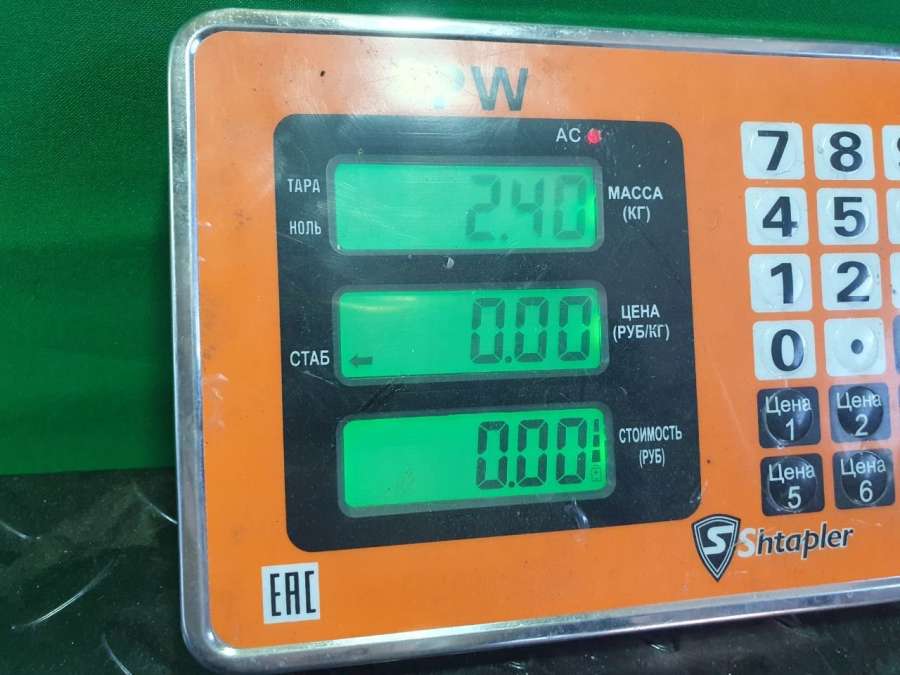 PW
AC
ТАРА
НОЛЬ
2.40
МАССА
(КГ)
СТАБ
0.00
ЦЕНА
(РУБ/КГ)
0.00
СТОИМОСТЬ
(РУБ)
7 8
4 5
1 2
0 .
Цена 1
Цена 2
Цена 5
Цена 6
S Shtapler
EAC